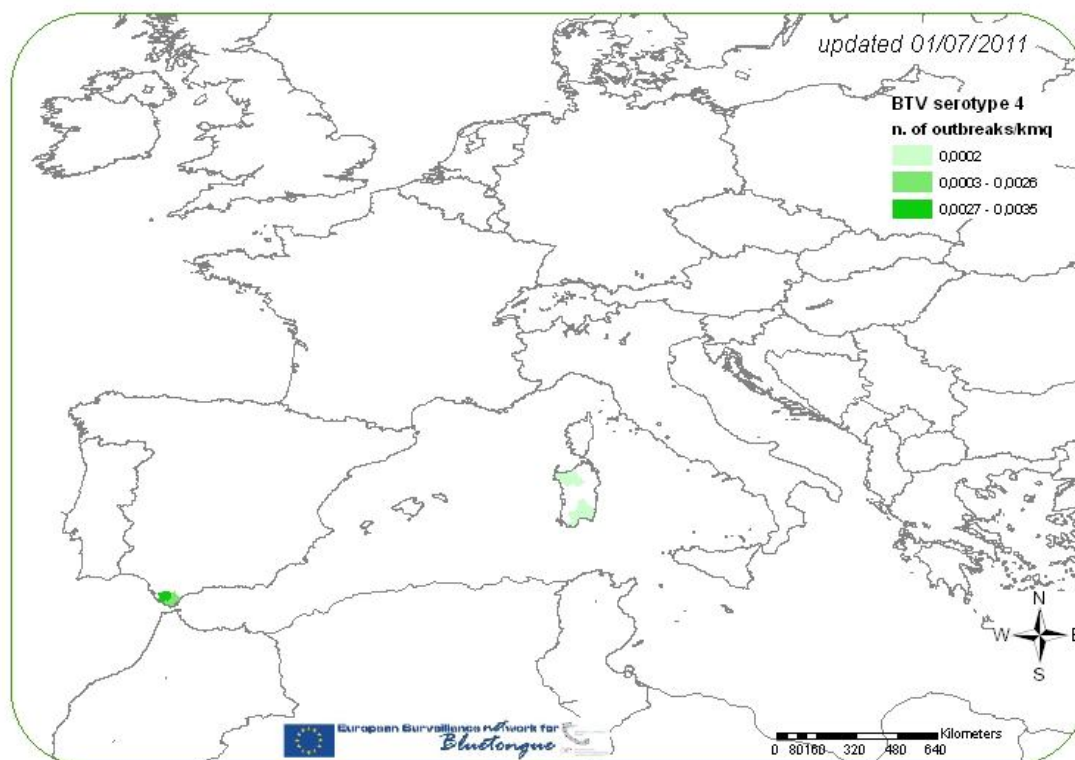 updated 01/07/2011
BTV serotype 4
n. of outbreaks/kmq
0,0002
0,0003 - 0,0026
0,0027 - 0,0035
N
W E
S
European Surveillance network for
Bluetongue
Kilometers
0 80160 320 480 640